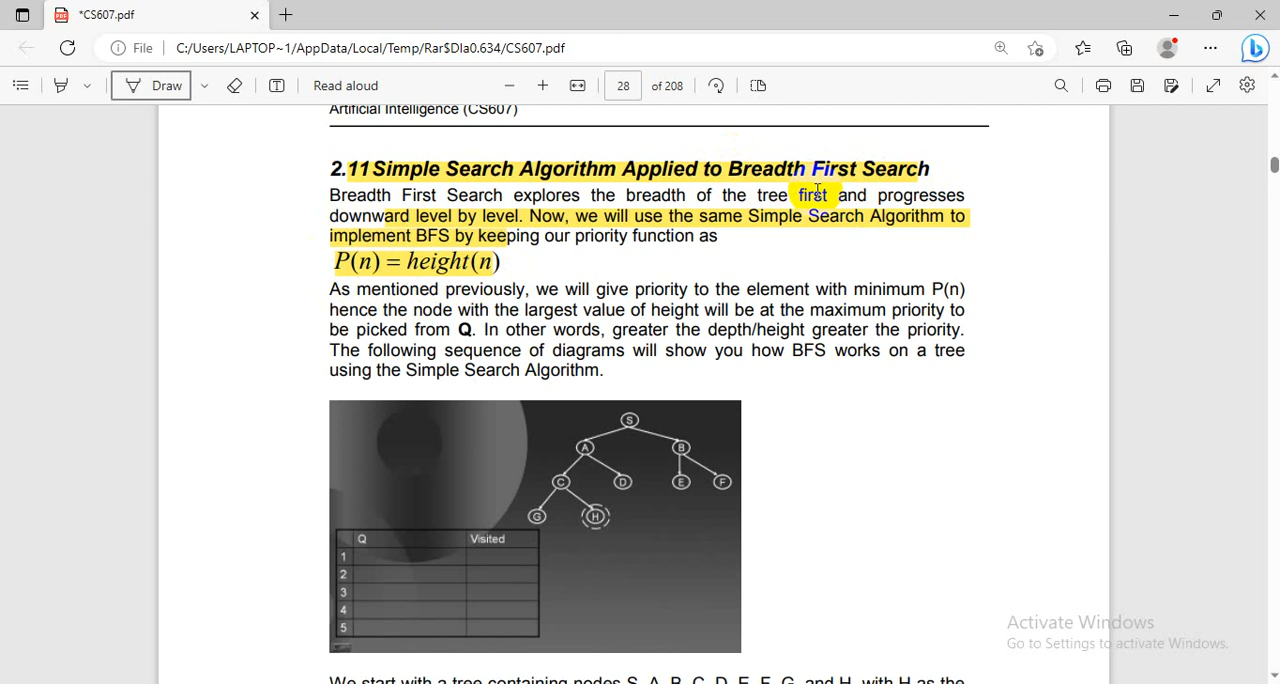 *CS607.pdf
File
C:/Users/LAPTOP~1/AppData/Local/Temp/Rar$DIa0.634/CS607.pdf
Draw
Read aloud
28
of 208
Artificial Intelligence (CS607)
2.11 Simple Search Algorithm Applied to Breadth First Search
Breadth First Search explores the breadth of the tree first and progresses
downward level by level. Now, we will use the same Simple Search Algorithm to
implement BFS by keeping our priority function as
P(n) = height(n)
As mentioned previously, we will give priority to the element with minimum P(n)
hence the node with the largest value of height will be at the maximum priority to
be picked from Q. In other words, greater the depth/height greater the priority.
The following sequence of diagrams will show you how BFS works on a tree
using the Simple Search Algorithm.
S
A B
C D E F
G H
Q Visited
1
2
3
4
5
Activate Windows
Go to Settings to activate Windows.
We start with a tree containing nodes S, A, B, C, D, E, F, G, and H, with H as the